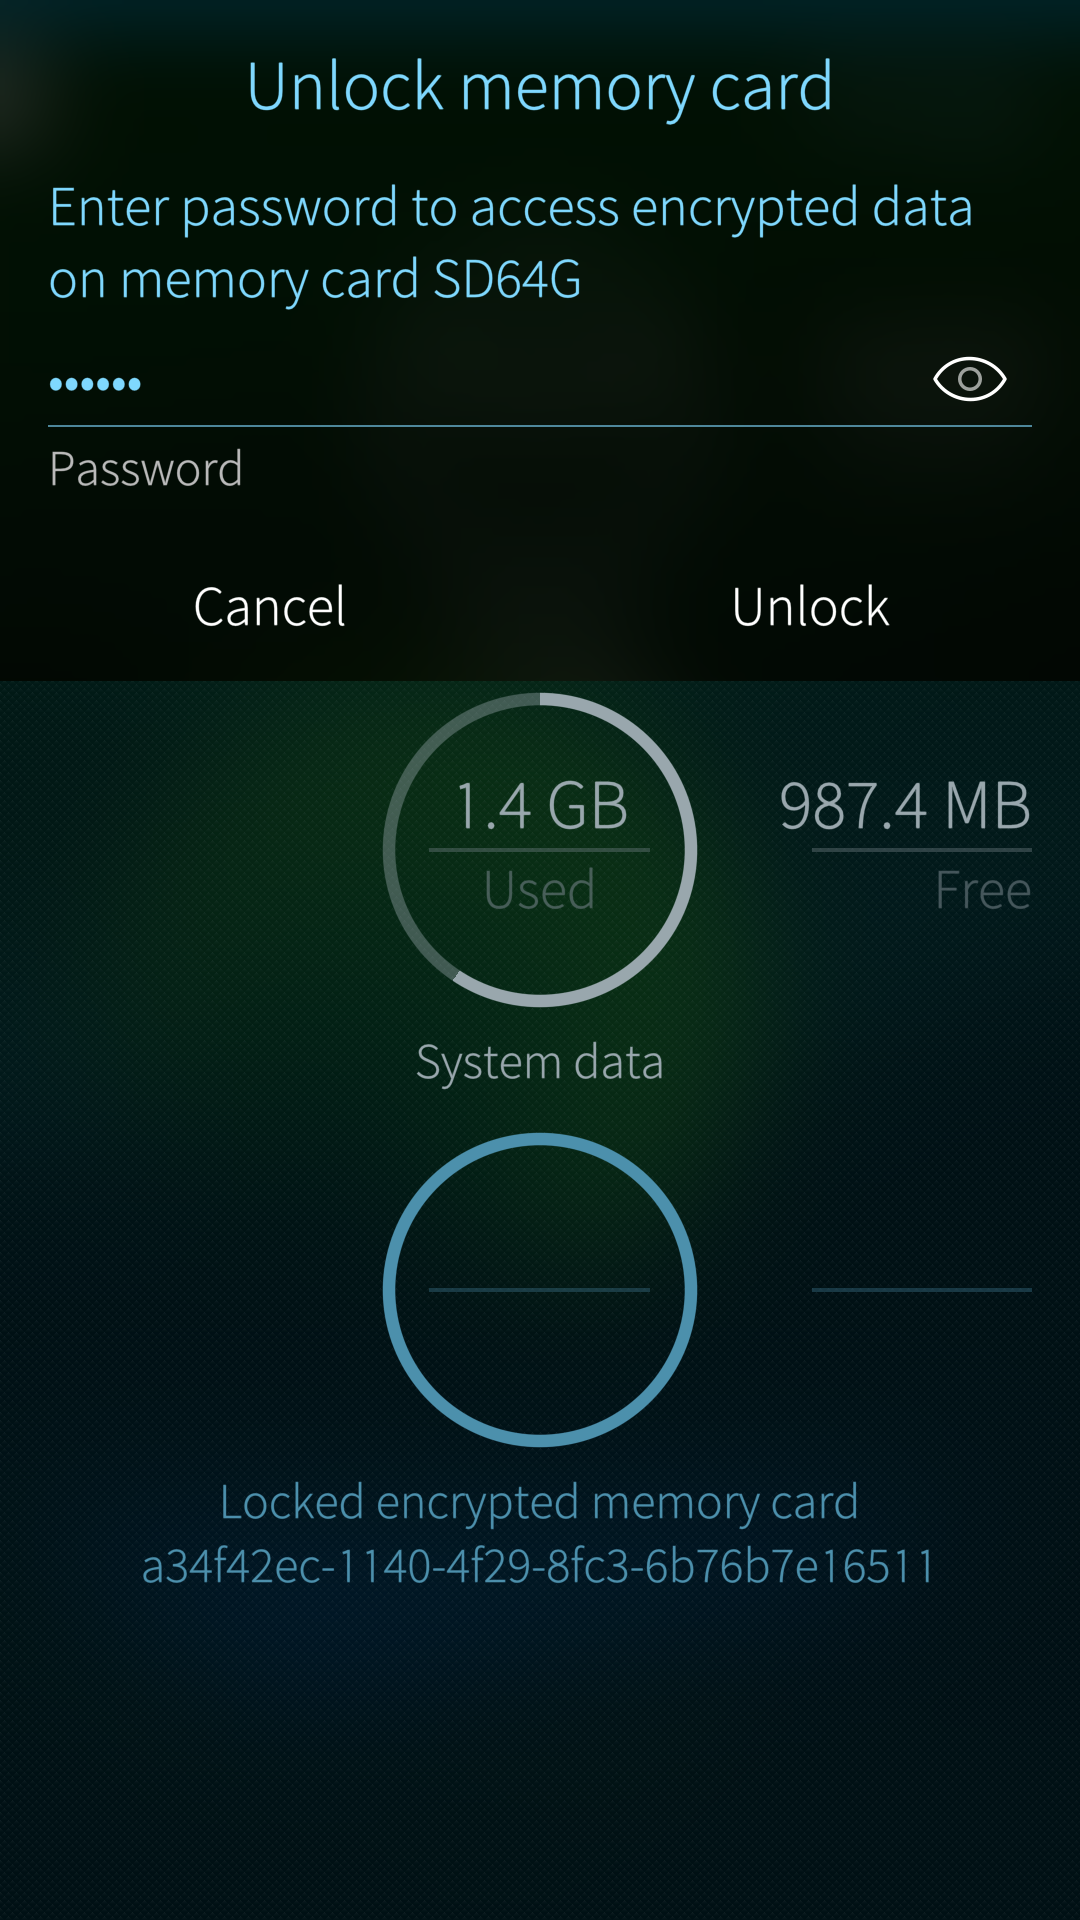 Unlock memory card
Enter password to access encrypted data
on memory card SD64G
••••••
Password
Cancel Unlock
1.4 GB 987.4 MB
Used Free
System data
Locked encrypted memory card
a34f42ec-1140-4f29-8fc3-6b76b7e16511